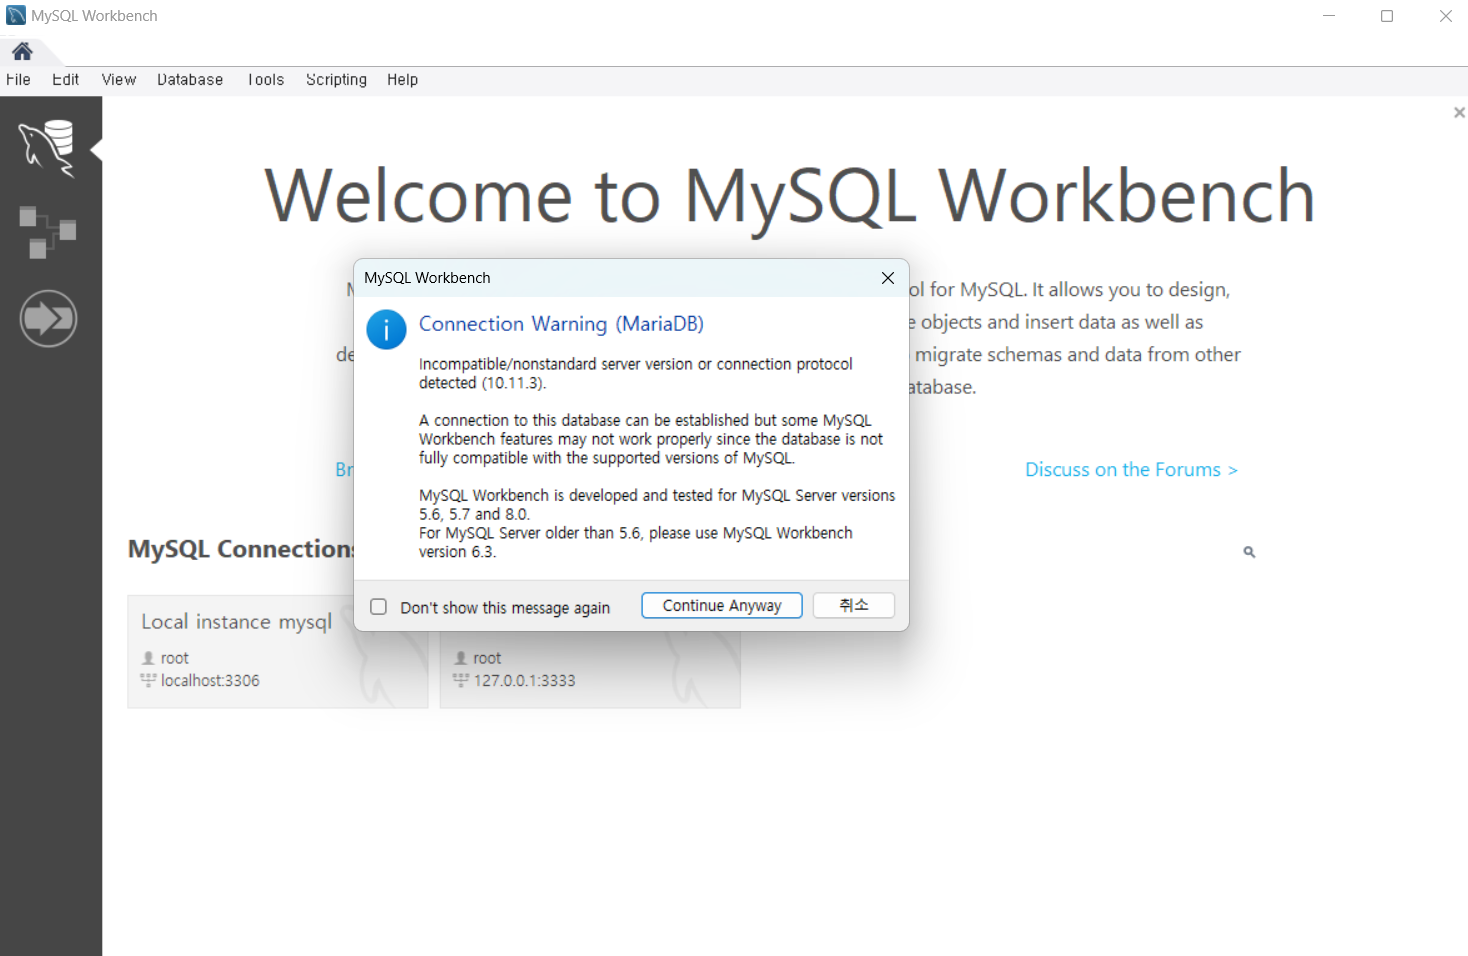 MySQL Workbench
File Edit View Database Tools Scripting Help
Welcome to MySQL Workbench
ol for MySQL. It allows you to design,
e objects and insert data as well as
de
migrate schemas and data from other
atabase.
Br
Discuss on the Forums >
MySQL Workbench
Connection Warning (MariaDB)
Incompatible/nonstandard server version or connection protocol
detected (10.11.3).
A connection to this database can be established but some MySQL
Workbench features may not work properly since the database is not
fully compatible with the supported versions of MySQL.
MySQL Workbench is developed and tested for MySQL Server versions
5.6, 5.7 and 8.0.
For MySQL Server older than 5.6, please use MySQL Workbench
version 6.3.
Don't show this message again
Continue Anyway
취소
MySQL Connections
Local instance mysql
root
localhost:3306
root
127.0.0.1:3333